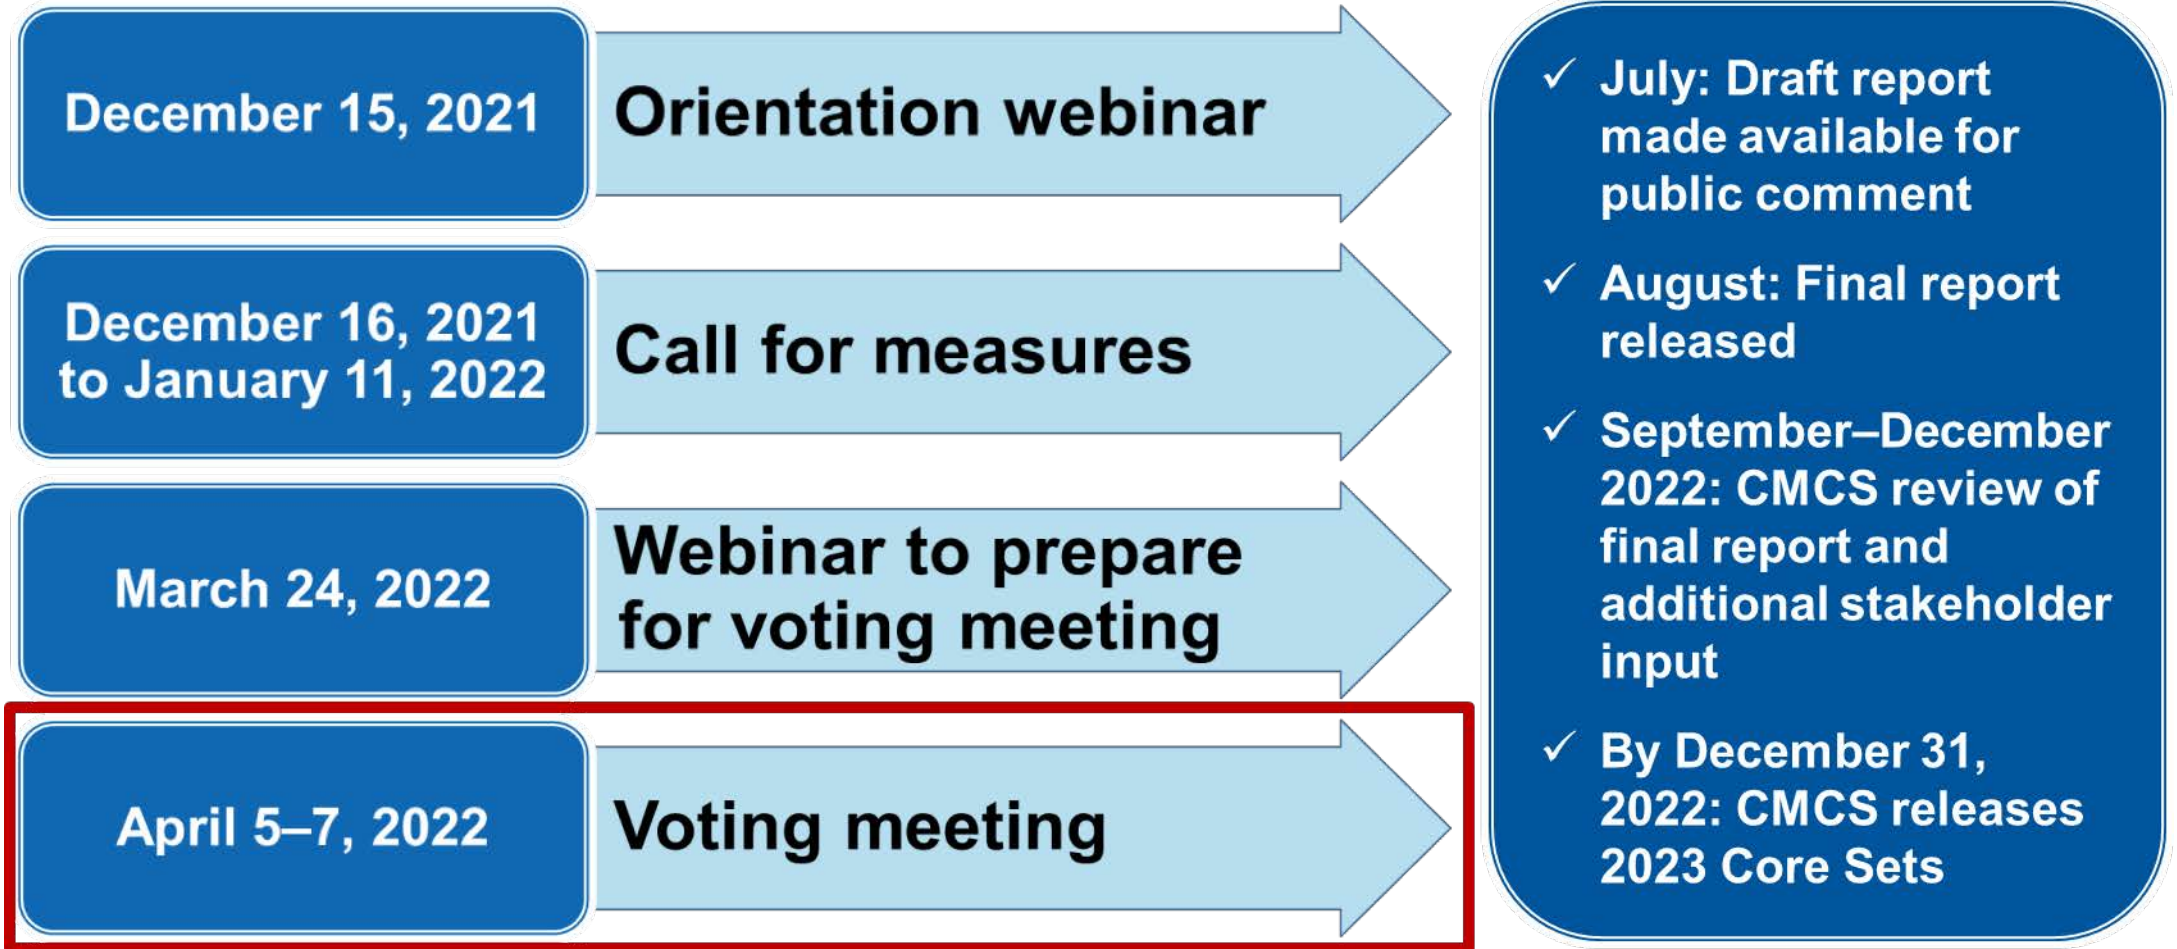 December 15, 2021
Orientation webinar
December 16, 2021
to January 11, 2022
Call for measures
March 24, 2022
Webinar to prepare
for voting meeting
April 5–7, 2022
Voting meeting
✓ July: Draft report
made available for
public comment
✓ August: Final report
released
✓ September–December
2022: CMCS review of
final report and
additional stakeholder
input
✓ By December 31,
2022: CMCS releases
2023 Core Sets